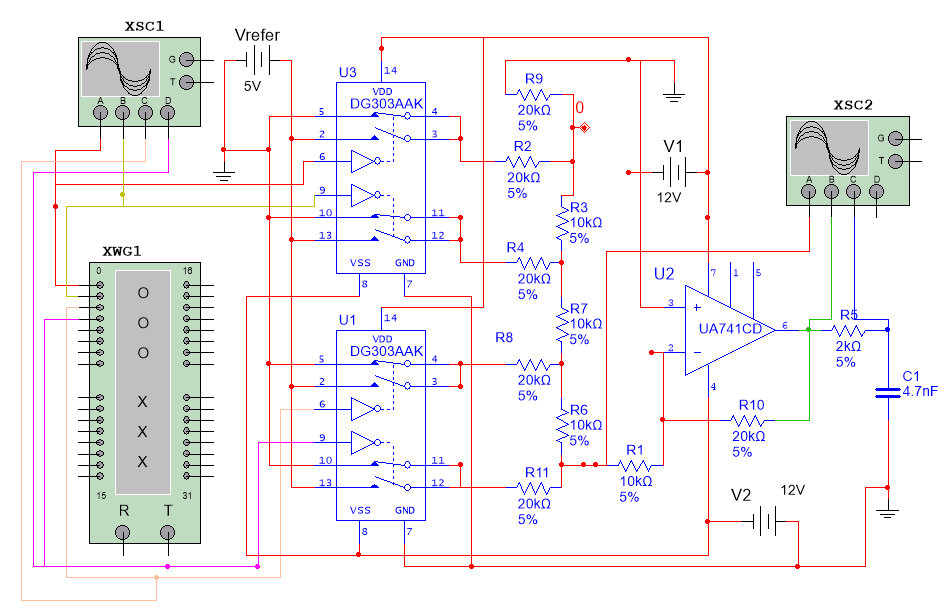 XSC1
G
T
A B C D
Vrefer
5V
U3
14
VDD
DG303AAK
5 4
2 3
6
9
10 11
12
13
VSS GND
8 7
R9
20kΩ
5%
0
R2
20kΩ
5%
R3
10kΩ
5%
R4
20kΩ
5%
V1
12V
XSC2
G
T
A B C D
XWG1
0 16
O
O
O
X
X
X
15 31
R T
U1
14
VDD
DG303AAK
5 4
2 3
6
9
10 11
13 12
VSS GND
8 7
R7
10kΩ
5%
R8
20kΩ
5%
R6
10kΩ
5%
R11
20kΩ
5%
R1
10kΩ
5%
U2
7 1 5
3
+
UA741CD
6
2
−
4
R5
2kΩ
5%
R10
20kΩ
5%
C1
4.7nF
V2 12V